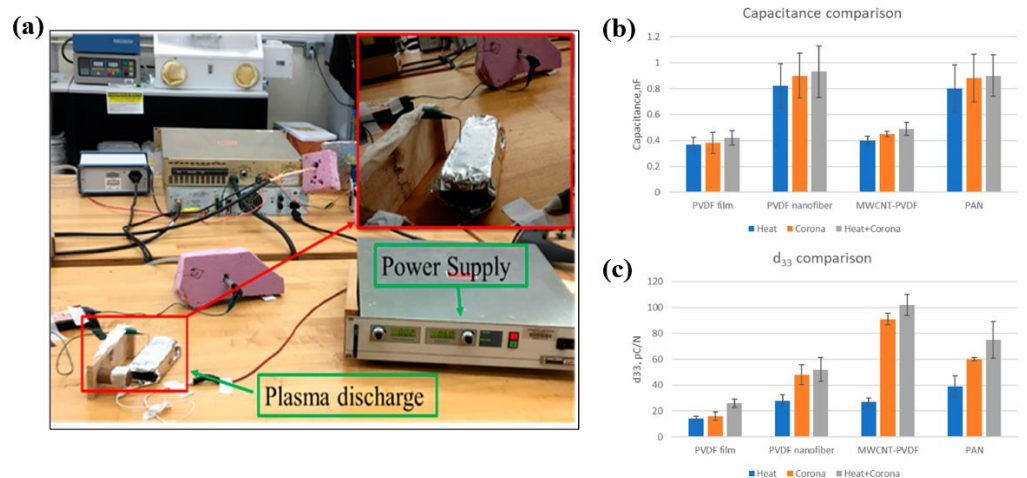 (a)
Power Supply
Plasma discharge
(b)
Capacitance comparison
1.2
1
0.8
0.6
0.4
0.2
0
Capacitance,nF
PVDF film PVDF nanofiber MWCNT-PVDF PAN
Heat Corona Heat+Corona
(c)
d₃₃ comparison
120
100
80
60
40
20
0
d33, pC/N
PVDF film PVDF nanofiber MWCNT-PVDF PAN
Heat Corona Heat+Corona